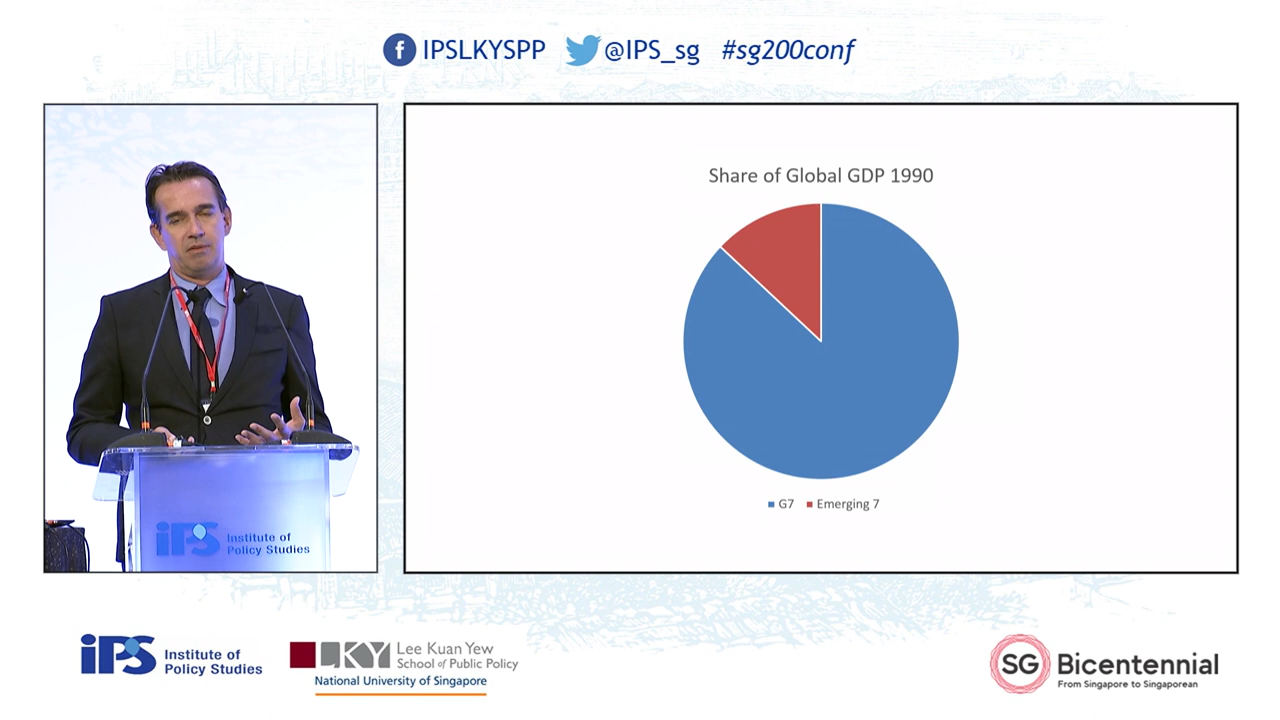 IPSLKYSPP @IPS_sg #sg200conf
Share of Global GDP 1990
G7 Emerging 7
iPS Institute of
Policy Studies
iPS Institute of
Policy Studies
LKY Lee Kuan Yew
School of Public Policy
National University of Singapore
SG Bicentennial
From Singapore to Singaporean